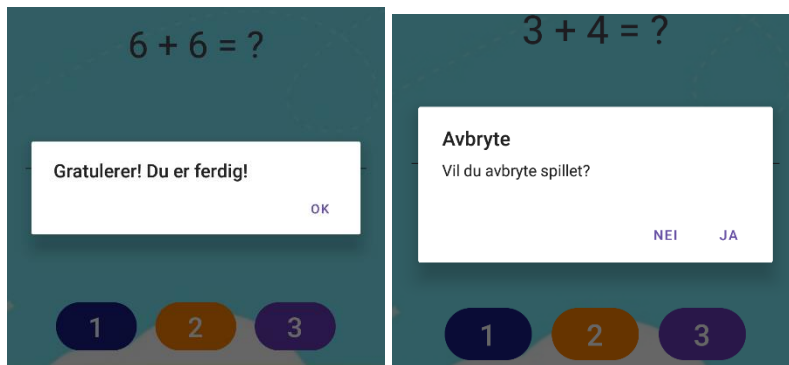 6 + 6 = ?
Gratulerer! Du er ferdig!
OK
1 2 3
3 + 4 = ?
Avbryte
Vil du avbryte spillet?
NEI JA
1 2 3